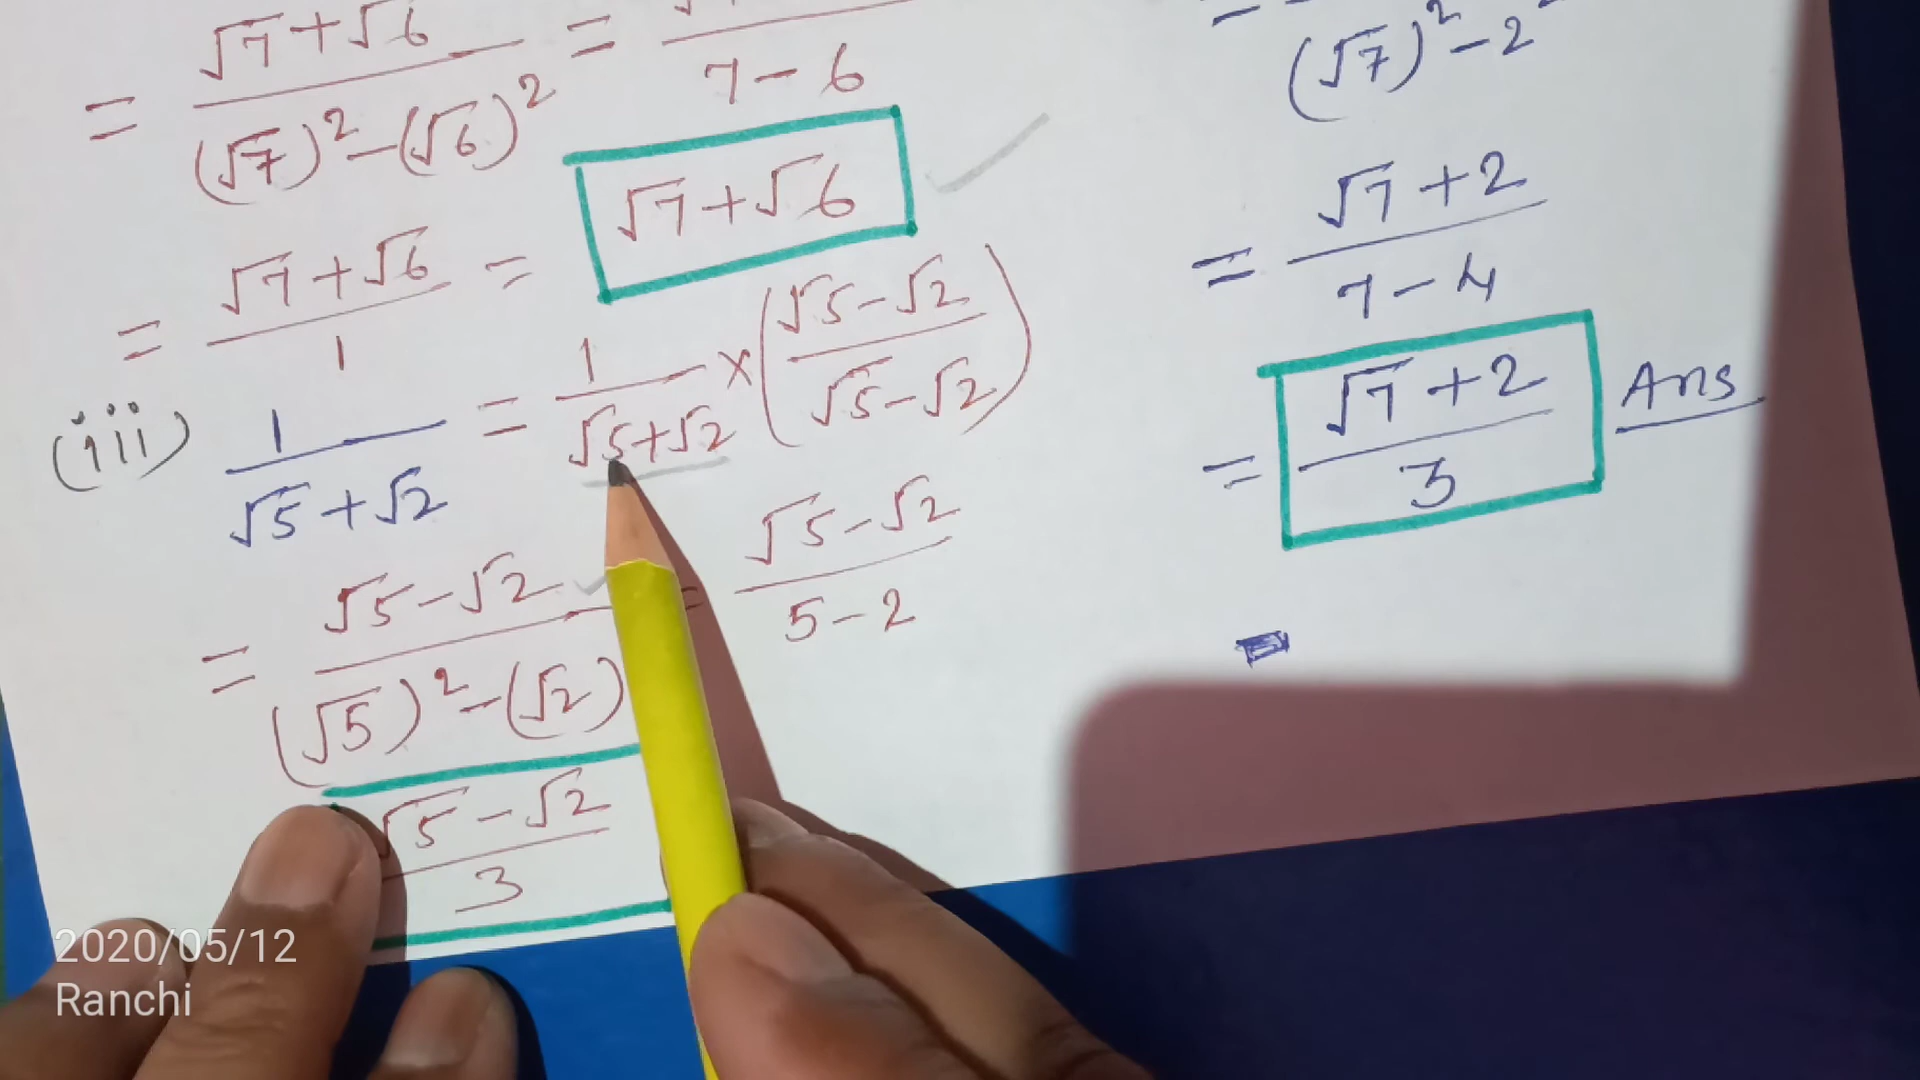 = √7+√6 / (√7)²-(√6)² = / 7-6
= √7+√6 / 1 = √7+√6
(iii) 1 / √5+√2 = 1 / √5+√2 × (√5-√2 / √5-√2)
= √5-√2 / (√5)²-(√2) = √5-√2 / 5-2
√5-√2 / 3
= / (√7)²-2²
= √7+2 / 7-4
= √7+2 / 3 Ans
2020/05/12
Ranchi